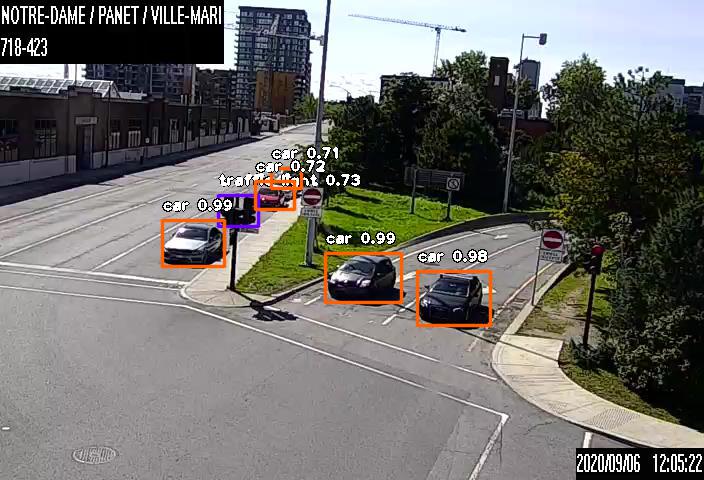 NOTRE-DAME / PANET / VILLE-MARI
718-423
car 0.71
car 0.72
traffic light 0.73
car 0.99
car 0.99
car 0.98
2020/09/06 12:05:22